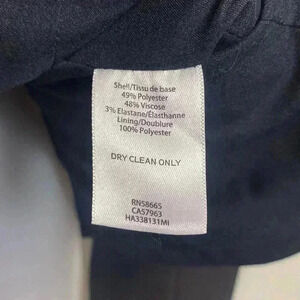 Shell/Tissu de base
49% Polyester
48% Viscose
3% Elastane/Élasthanne
Lining/Doublure
100% Polyester
DRY CLEAN ONLY
RN58665
CA57963
HA338131MI